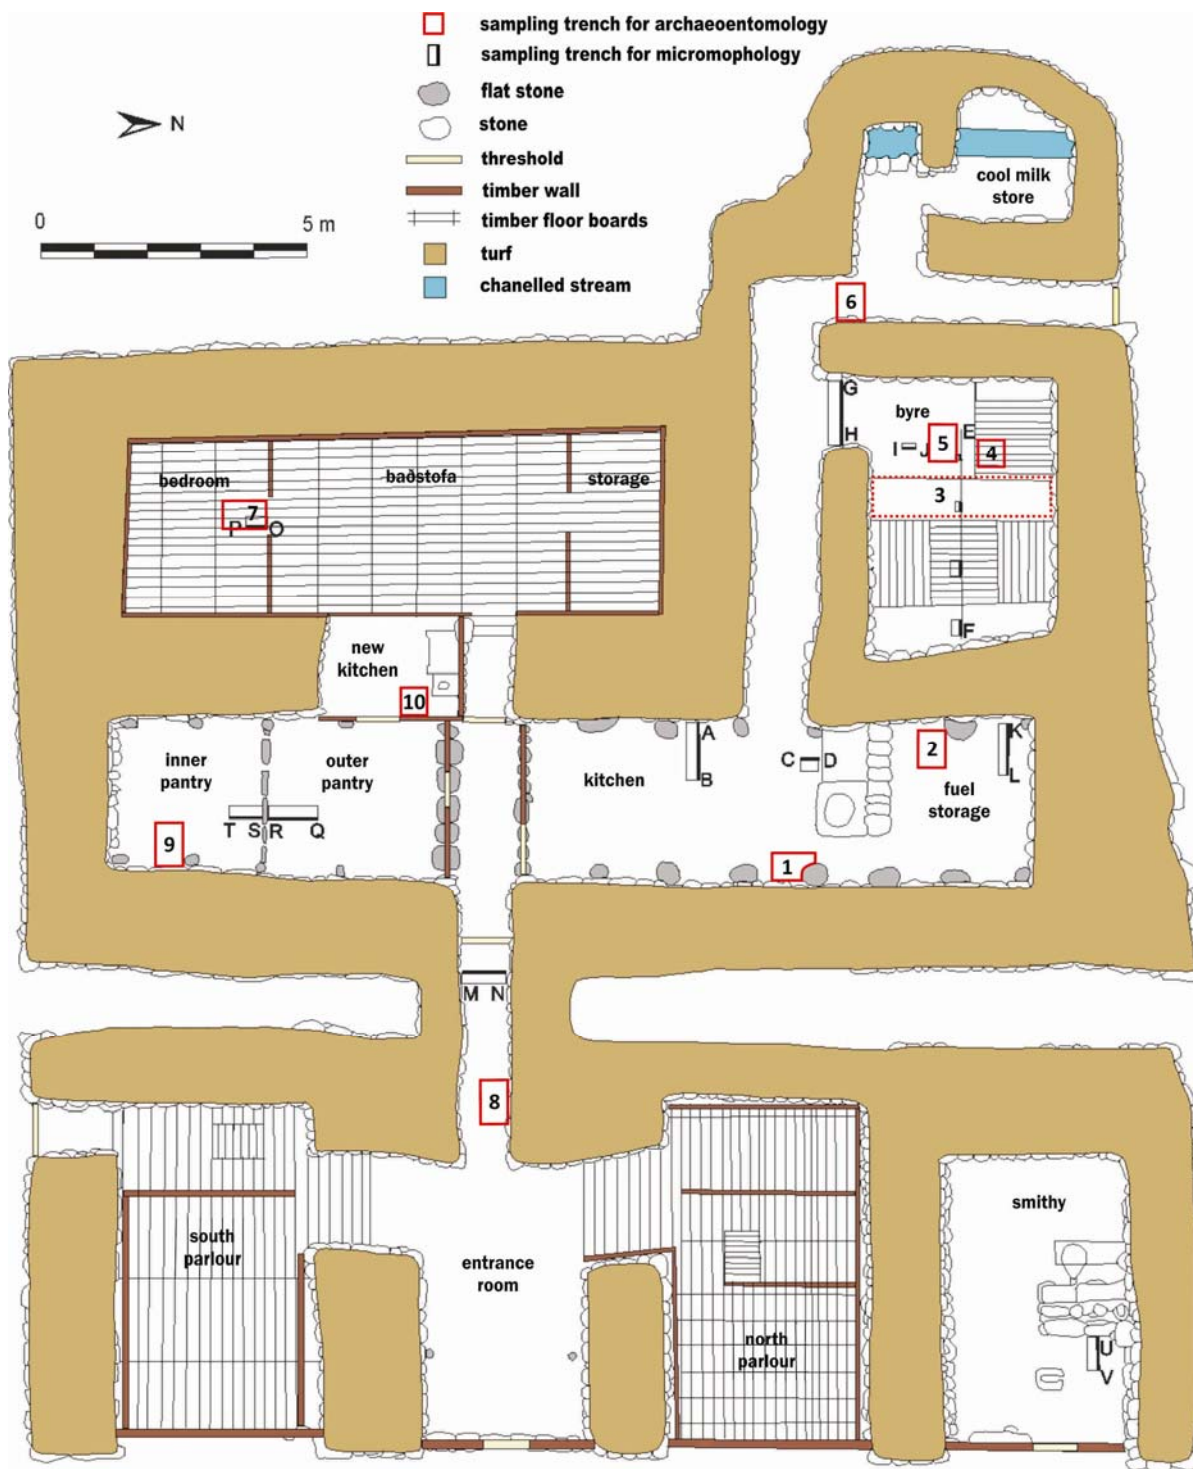 sampling trench for archaeoentomology
sampling trench for micromophology
flat stone
stone
threshold
timber wall
timber floor boards
turf
chanelled stream
N
0
5 m
cool milk
store
6
G
byre
H
I
J
5
E
4
3
F
bedroom
baðstofa
storage
7
P
O
new
kitchen
10
inner
pantry
outer
pantry
T
S
R
Q
9
kitchen
A
B
C
D
2
K
L
fuel
storage
1
M
N
8
south
parlour
entrance
room
north
parlour
smithy
U
V